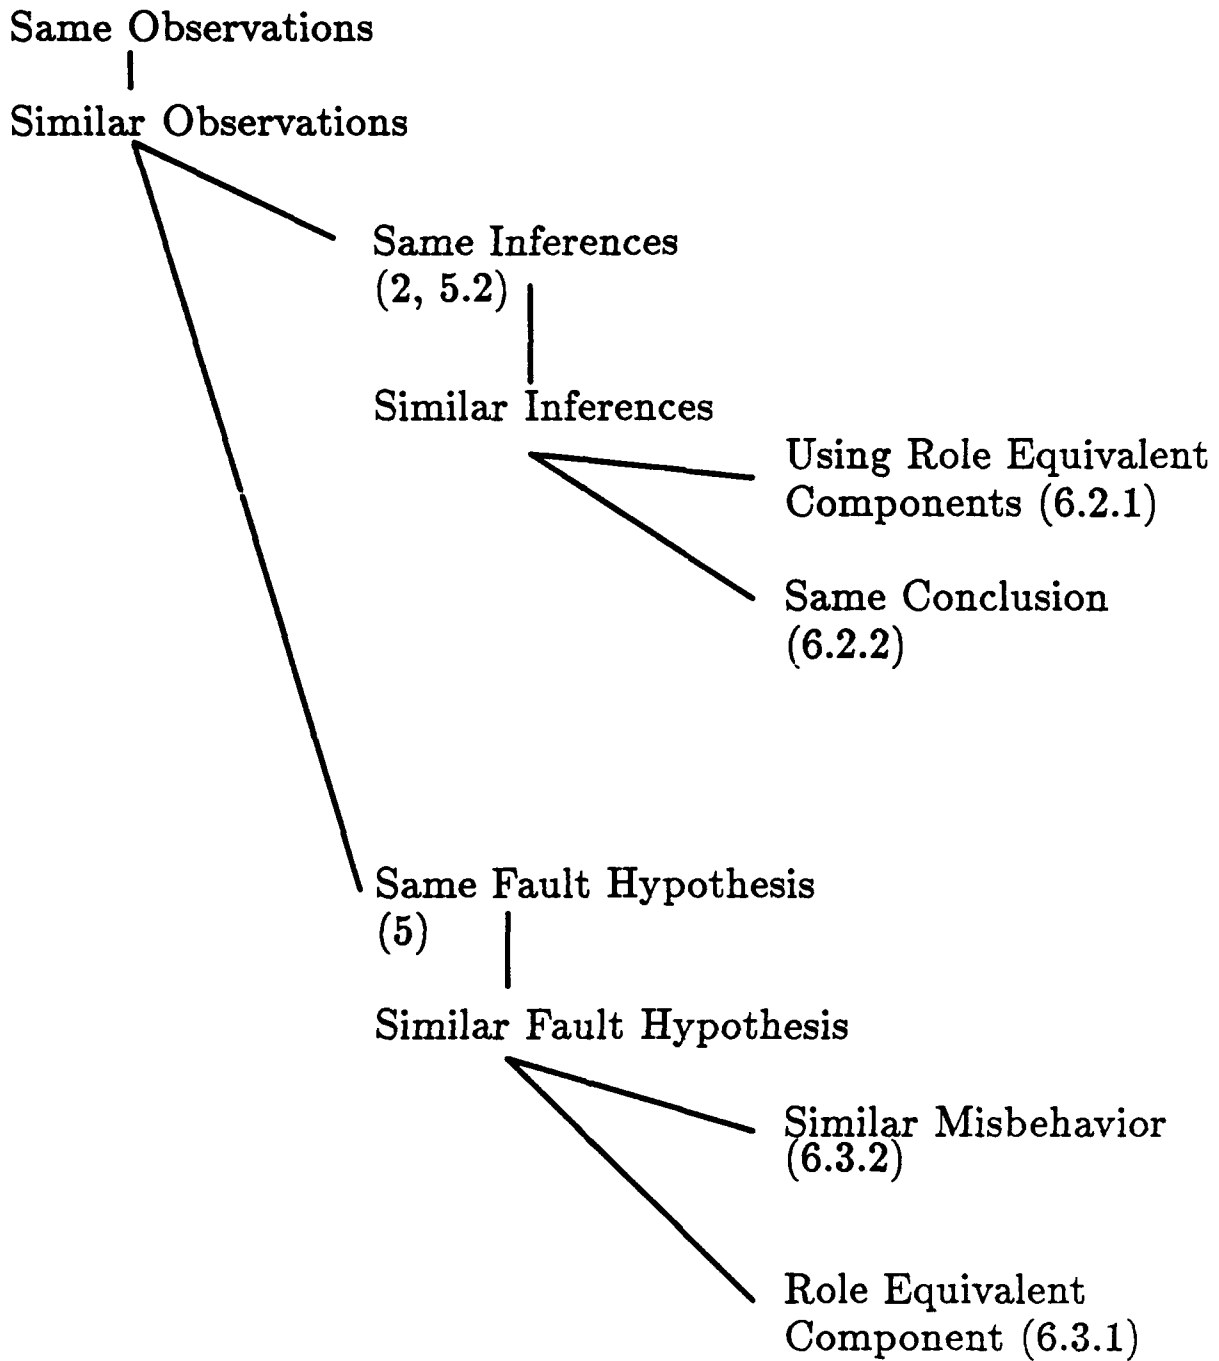 Same Observations
Similar Observations
Same Inferences
(2, 5.2)
Similar Inferences
Using Role Equivalent
Components (6.2.1)
Same Conclusion
(6.2.2)
Same Fault Hypothesis
(5)
Similar Fault Hypothesis
Similar Misbehavior
(6.3.2)
Role Equivalent
Component (6.3.1)